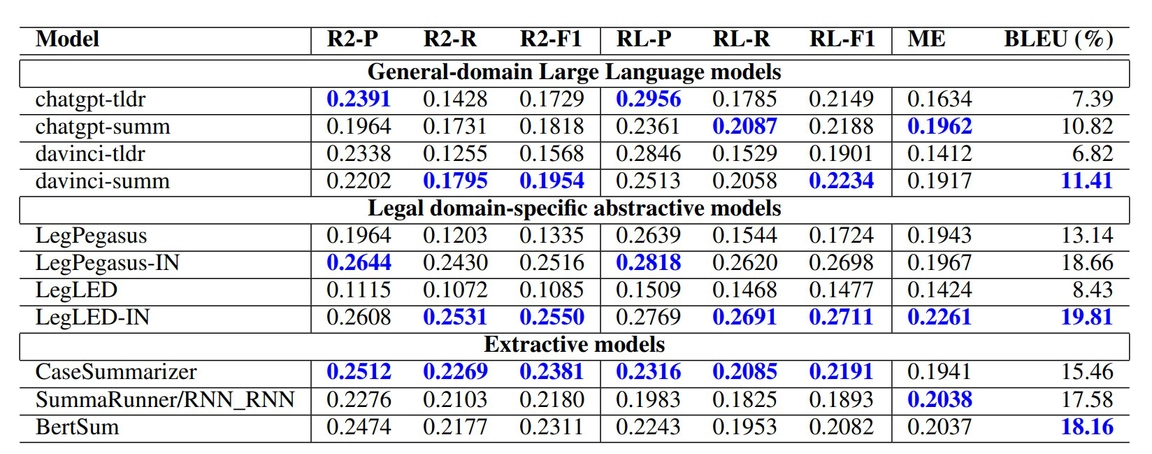 Model R2-P R2-R R2-F1 RL-P RL-R RL-F1 ME BLEU (%)
General-domain Large Language models
chatgpt-tldr 0.2391 0.1428 0.1729 0.2956 0.1785 0.2149 0.1634 7.39
chatgpt-summ 0.1964 0.1731 0.1818 0.2361 0.2087 0.2188 0.1962 10.82
davinci-tldr 0.2338 0.1255 0.1568 0.2846 0.1529 0.1901 0.1412 6.82
davinci-summ 0.2202 0.1795 0.1954 0.2513 0.2058 0.2234 0.1917 11.41
Legal domain-specific abstractive models
LegPegasus 0.1964 0.1203 0.1335 0.2639 0.1544 0.1724 0.1943 13.14
LegPegasus-IN 0.2644 0.2430 0.2516 0.2818 0.2620 0.2698 0.1967 18.66
LegLED 0.1115 0.1072 0.1085 0.1509 0.1468 0.1477 0.1424 8.43
LegLED-IN 0.2608 0.2531 0.2550 0.2769 0.2691 0.2711 0.2261 19.81
Extractive models
CaseSummarizer 0.2512 0.2269 0.2381 0.2316 0.2085 0.2191 0.1941 15.46
SummaRunner/RNN_RNN 0.2276 0.2103 0.2180 0.1983 0.1825 0.1893 0.2038 17.58
BertSum 0.2474 0.2177 0.2311 0.2243 0.1953 0.2082 0.2037 18.16